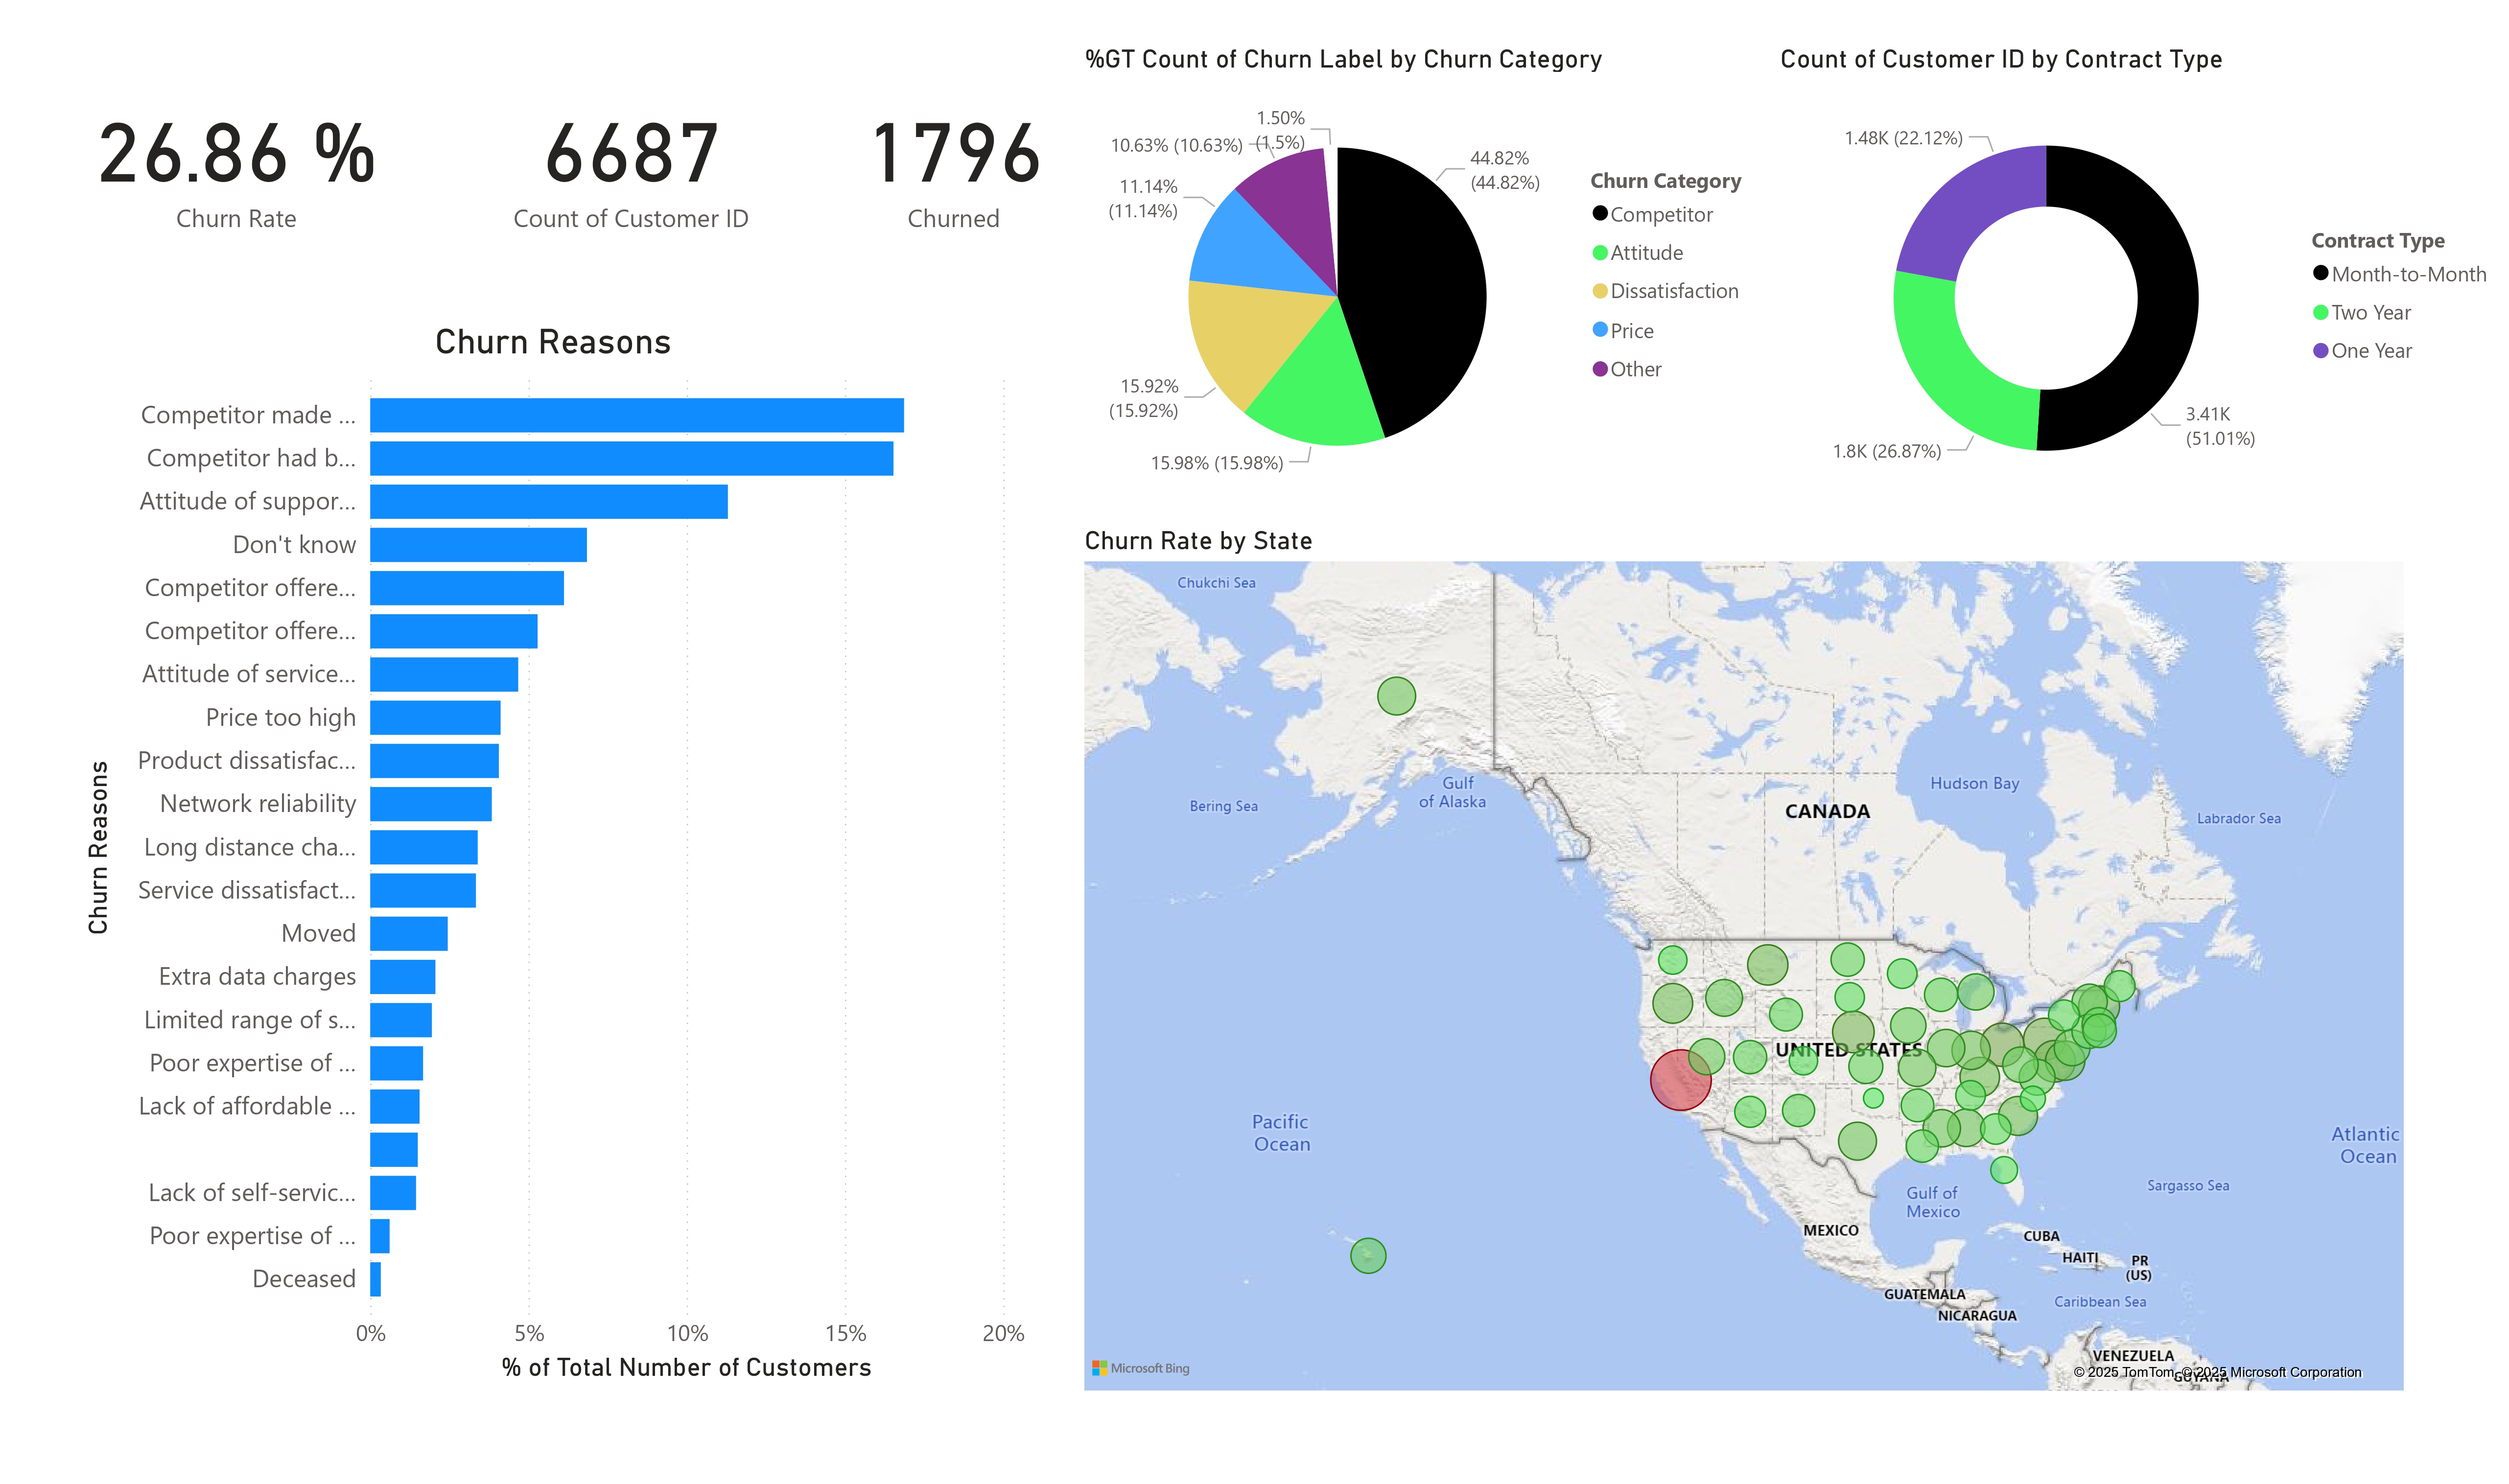 26.86 %
Churn Rate
6687
Count of Customer ID
1796
Churned
%GT Count of Churn Label by Churn Category
1.50%
(1.5%)
10.63% (10.63%)
11.14%
(11.14%)
15.92%
(15.92%)
15.98% (15.98%)
44.82%
(44.82%)
Churn Category
Competitor
Attitude
Dissatisfaction
Price
Other
Count of Customer ID by Contract Type
1.48K (22.12%)
1.8K (26.87%)
3.41K
(51.01%)
Contract Type
Month-to-Month
Two Year
One Year
Churn Reasons
Churn Reasons
Competitor made ...
Competitor had b...
Attitude of suppor...
Don't know
Competitor offere...
Competitor offere...
Attitude of service...
Price too high
Product dissatisfac...
Network reliability
Long distance cha...
Service dissatisfact...
Moved
Extra data charges
Limited range of s...
Poor expertise of ...
Lack of affordable ...
Lack of self-servic...
Poor expertise of ...
Deceased
0%
5%
10%
15%
20%
% of Total Number of Customers
Churn Rate by State
Chukchi Sea
Bering Sea
Gulf
of Alaska
CANADA
Hudson Bay
Labrador Sea
UNITED STATES
Pacific
Ocean
Atlantic
Ocean
Sargasso Sea
Gulf of
Mexico
MEXICO
CUBA
HAITI
PR
(US)
GUATEMALA
NICARAGUA
Caribbean Sea
VENEZUELA
GUYANA
Microsoft Bing
© 2025 TomTom, © 2025 Microsoft Corporation